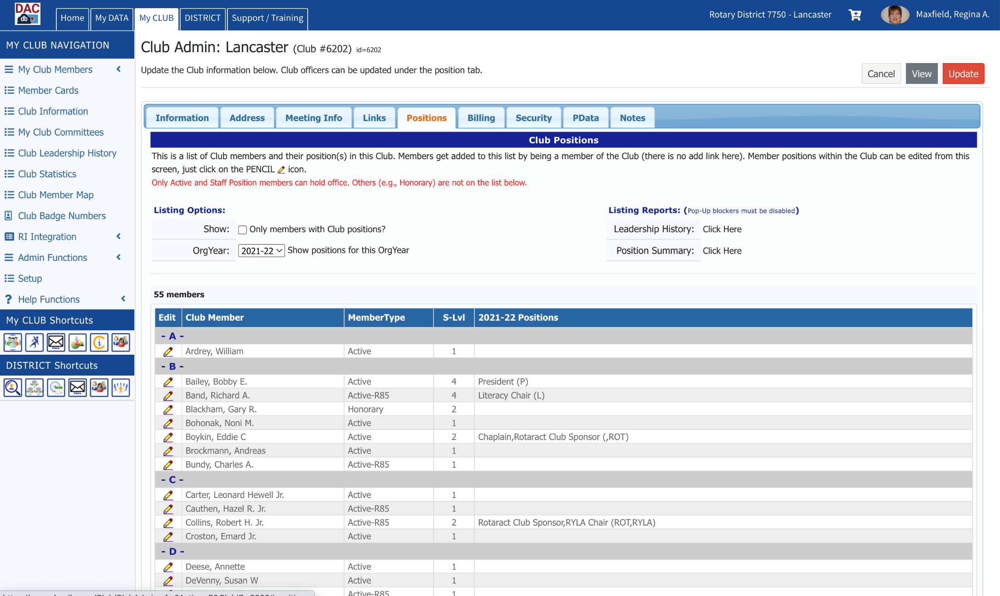 DAC
db
Home
My DATA
My CLUB
DISTRICT
Support / Training
Rotary District 7750 - Lancaster
Maxfield, Regina A.
MY CLUB NAVIGATION
My Club Members
Member Cards
Club Information
My Club Committees
Club Leadership History
Club Statistics
Club Member Map
Club Badge Numbers
RI Integration
Admin Functions
Setup
Help Functions
My CLUB Shortcuts
PMAIL
DISTRICT Shortcuts
PMAIL
Club Admin: Lancaster (Club #6202) id=6202
Update the Club information below. Club officers can be updated under the position tab.
Cancel
View
Update
Information
Address
Meeting Info
Links
Positions
Billing
Security
PData
Notes
Club Positions
This is a list of Club members and their position(s) in this Club. Members get added to this list by being a member of the Club (there is no add link here). Member positions within the Club can be edited from this
screen, just click on the PENCIL icon.
Only Active and Staff Position members can hold office. Others (e.g., Honorary) are not on the list below.
Listing Options:
Show: Only members with Club positions?
OrgYear: 2021-22 Show positions for this OrgYear
Listing Reports: (Pop-Up blockers must be disabled)
Leadership History: Click Here
Position Summary: Click Here
55 members
Edit Club Member MemberType S-Lvl 2021-22 Positions
- A -
Ardrey, William Active 1
- B -
Bailey, Bobby E. Active 4 President (P)
Band, Richard A. Active-R85 4 Literacy Chair (L)
Blackham, Gary R. Honorary 2
Bohonak, Noni M. Active 1
Boykin, Eddie C Active 2 Chaplain,Rotaract Club Sponsor (,ROT)
Brockmann, Andreas Active 1
Bundy, Charles A. Active-R85 1
- C -
Carter, Leonard Hewell Jr. Active 1
Cauthen, Hazel R. Jr. Active-R85 1
Collins, Robert H. Jr. Active-R85 2 Rotaract Club Sponsor,RYLA Chair (ROT,RYLA)
Croston, Emard Jr. Active 1
- D -
Deese, Annette Active 1
DeVenny, Susan W Active 1
Active-R85 1